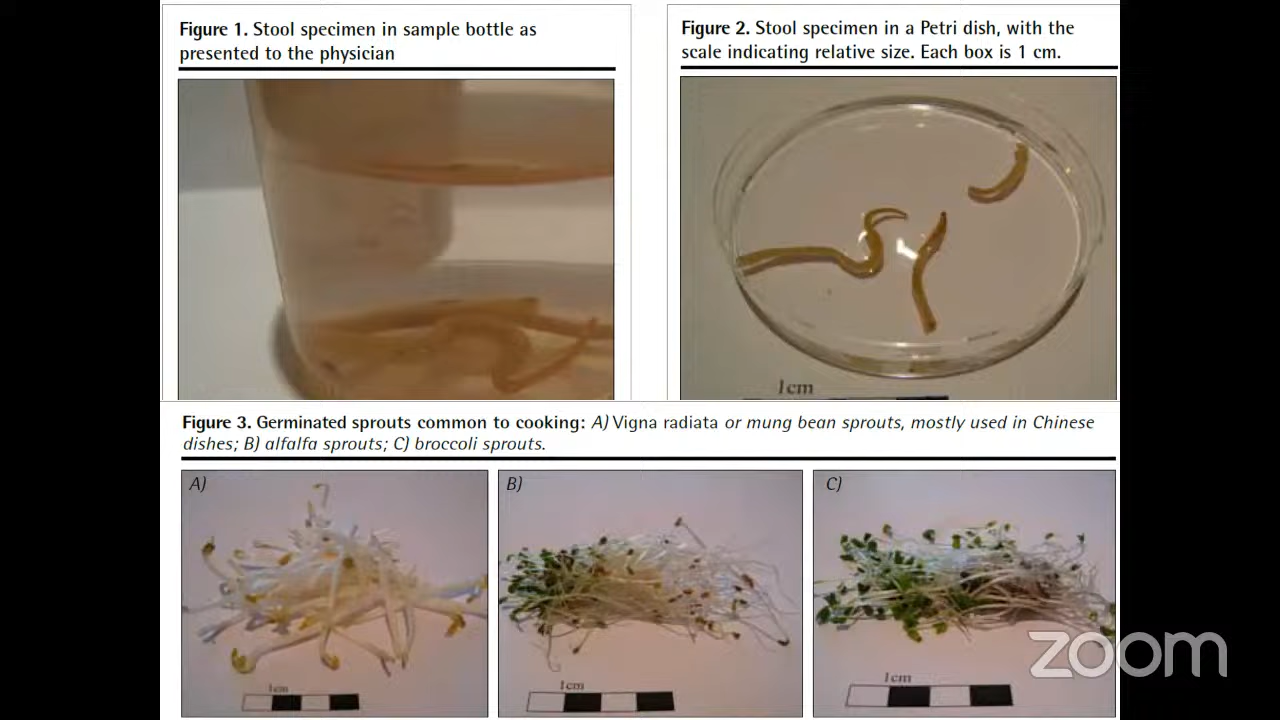 Figure 1. Stool specimen in sample bottle as
presented to the physician
Figure 2. Stool specimen in a Petri dish, with the
scale indicating relative size. Each box is 1 cm.
1cm
Figure 3. Germinated sprouts common to cooking: A) Vigna radiata or mung bean sprouts, mostly used in Chinese
dishes; B) alfalfa sprouts; C) broccoli sprouts.
A)
B)
C)
1cm
1cm
1cm
zoom